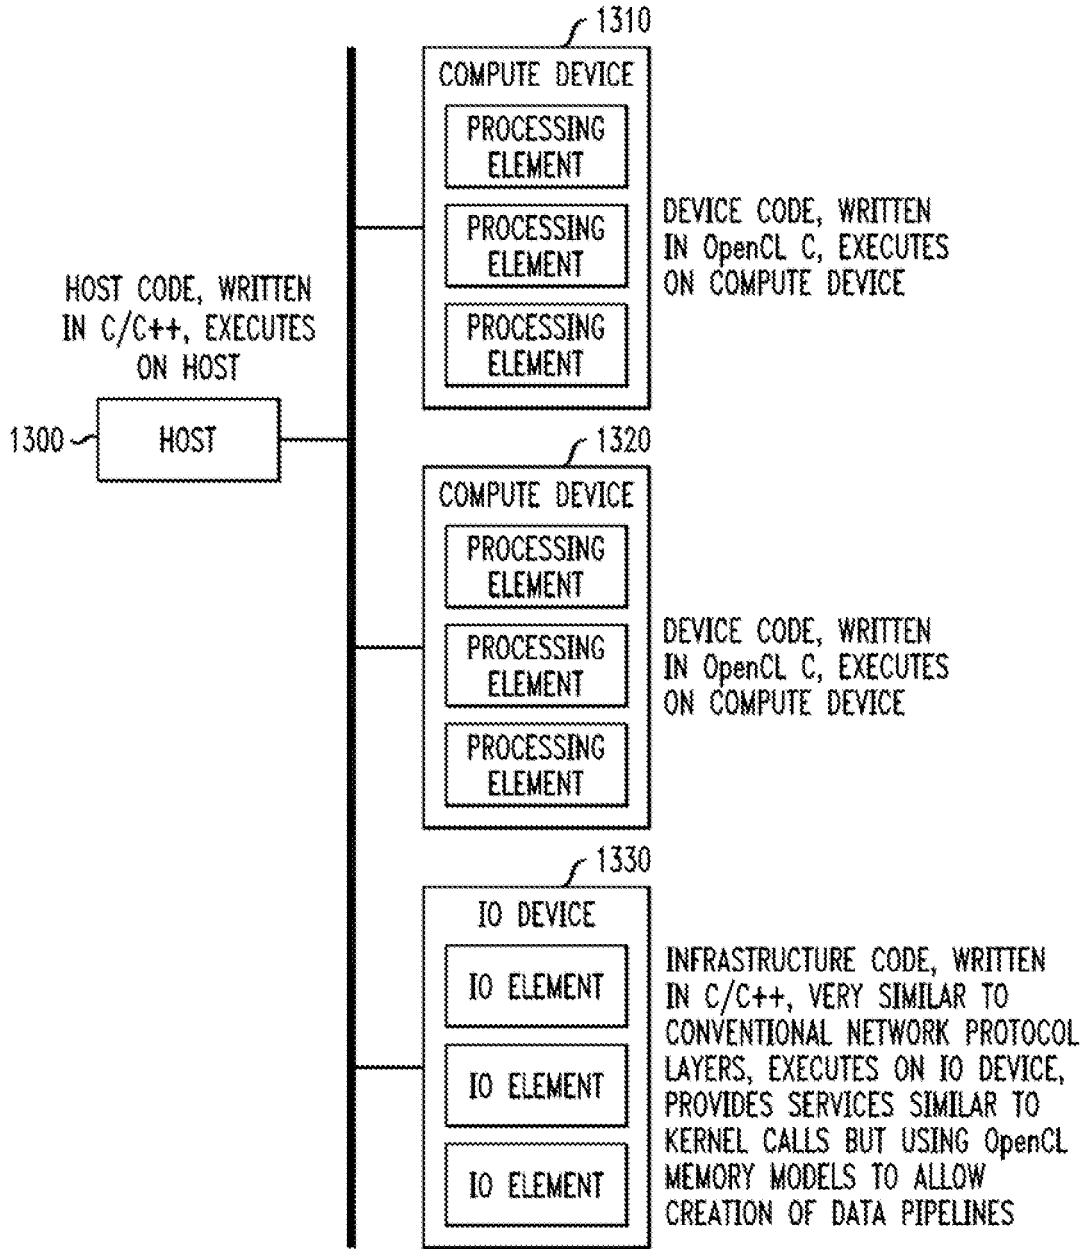 1310
COMPUTE DEVICE
PROCESSING
ELEMENT
PROCESSING
ELEMENT
PROCESSING
ELEMENT
DEVICE CODE, WRITTEN
IN OpenCL C, EXECUTES
ON COMPUTE DEVICE
HOST CODE, WRITTEN
IN C/C++, EXECUTES
ON HOST
1300
HOST
1320
COMPUTE DEVICE
PROCESSING
ELEMENT
PROCESSING
ELEMENT
PROCESSING
ELEMENT
DEVICE CODE, WRITTEN
IN OpenCL C, EXECUTES
ON COMPUTE DEVICE
1330
IO DEVICE
IO ELEMENT
IO ELEMENT
IO ELEMENT
INFRASTRUCTURE CODE, WRITTEN
IN C/C++, VERY SIMILAR TO
CONVENTIONAL NETWORK PROTOCOL
LAYERS, EXECUTES ON IO DEVICE,
PROVIDES SERVICES SIMILAR TO
KERNEL CALLS BUT USING OpenCL
MEMORY MODELS TO ALLOW
CREATION OF DATA PIPELINES